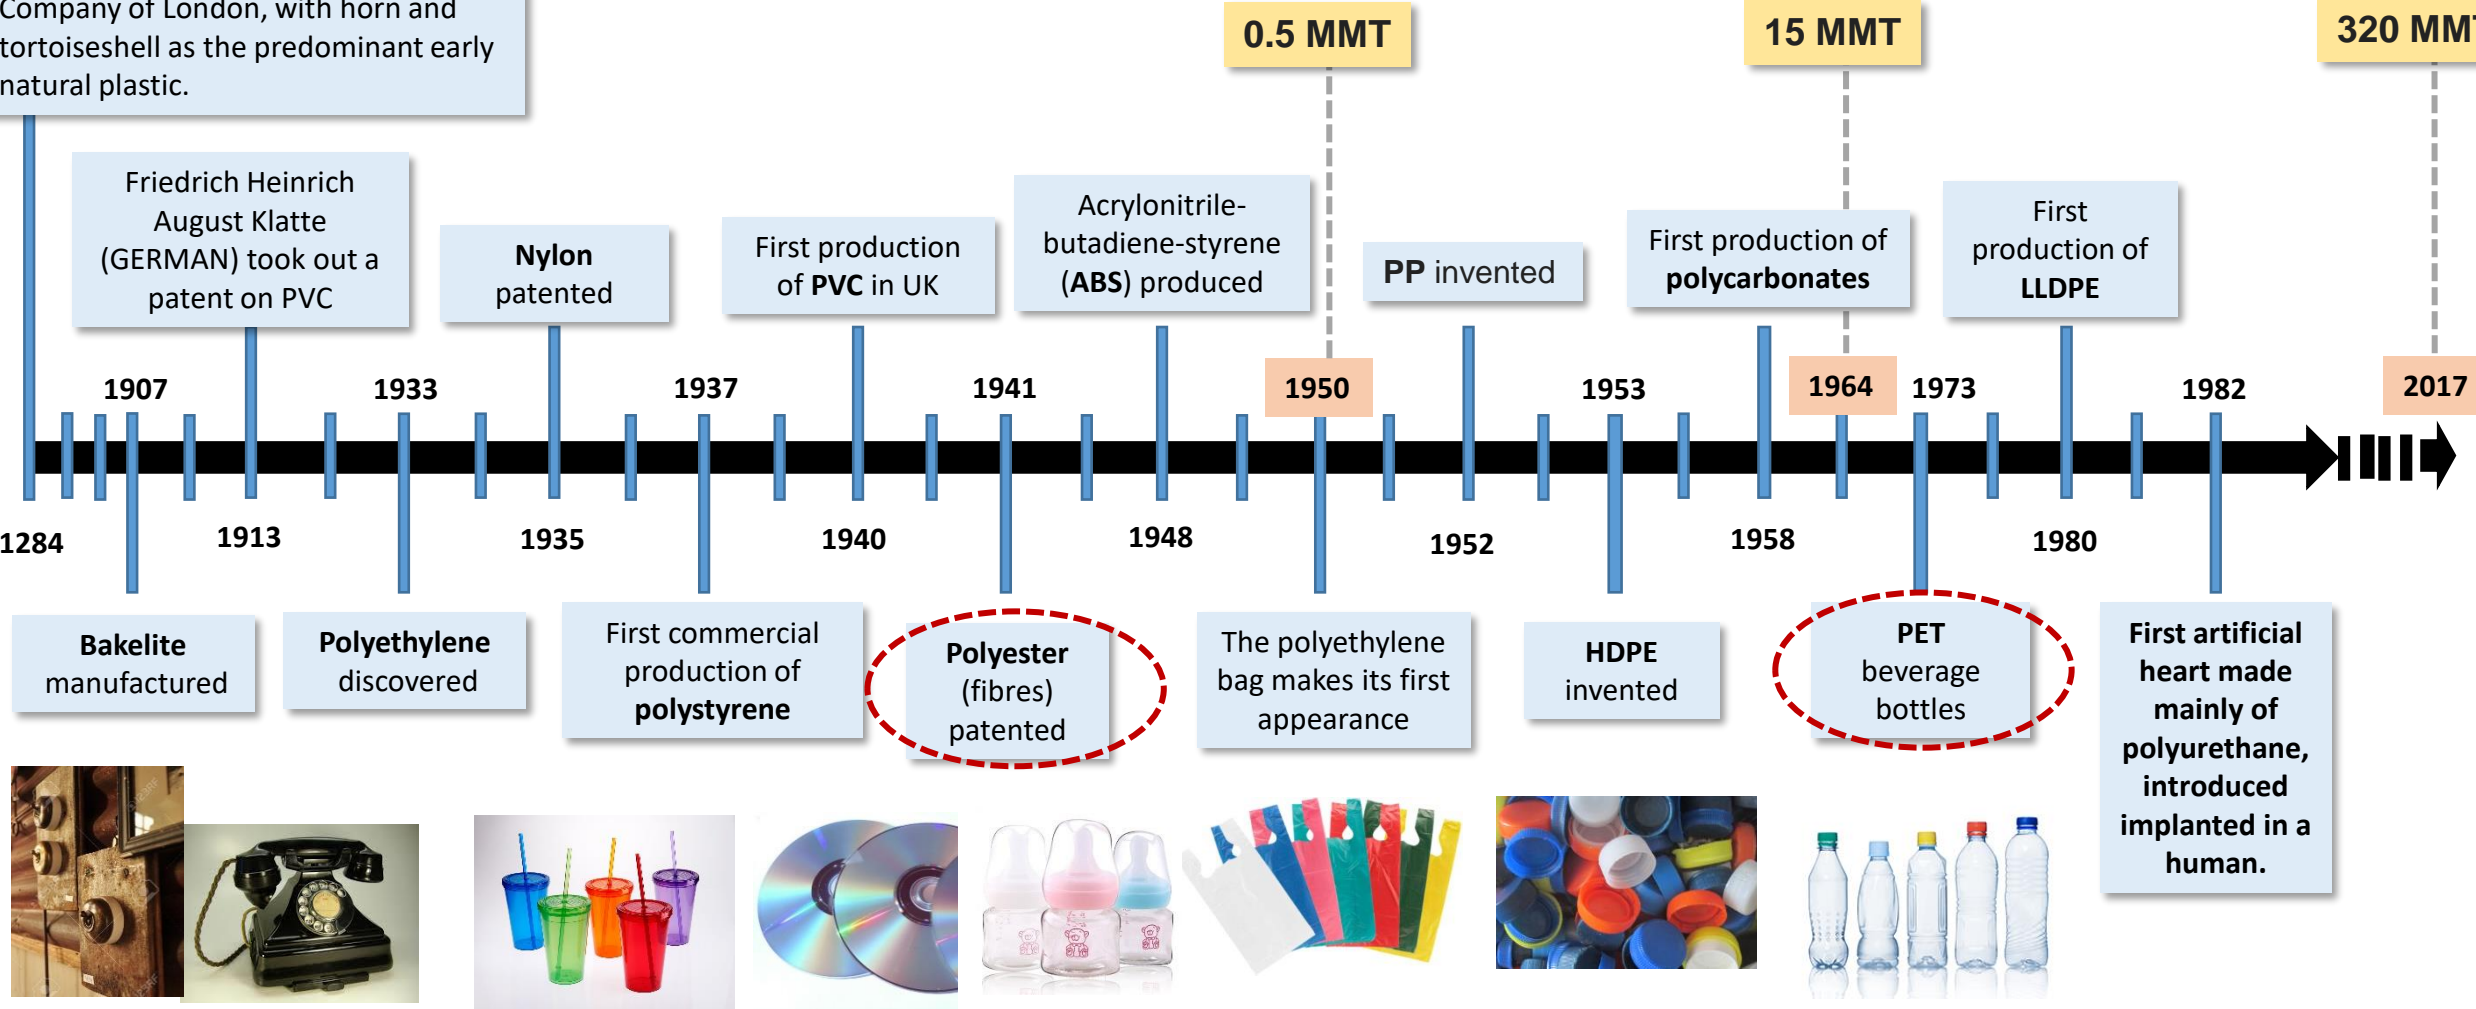 Company of London, with horn and
tortoiseshell as the predominant early
natural plastic.
0.5 MMT
15 MMT
320 MMT
Friedrich Heinrich
August Klatte
(GERMAN) took out a
patent on PVC
Nylon
patented
First production
of PVC in UK
Acrylonitrile-
butadiene-styrene
(ABS) produced
PP invented
First production of
polycarbonates
First
production of
LLDPE
1907
1933
1937
1941
1950
1953
1964
1973
1982
2017
1284
1913
1935
1940
1948
1952
1958
1980
Bakelite
manufactured
Polyethylene
discovered
First commercial
production of
polystyrene
Polyester
(fibres)
patented
The polyethylene
bag makes its first
appearance
HDPE
invented
PET
beverage
bottles
First artificial
heart made
mainly of
polyurethane,
introduced
implanted in a
human.